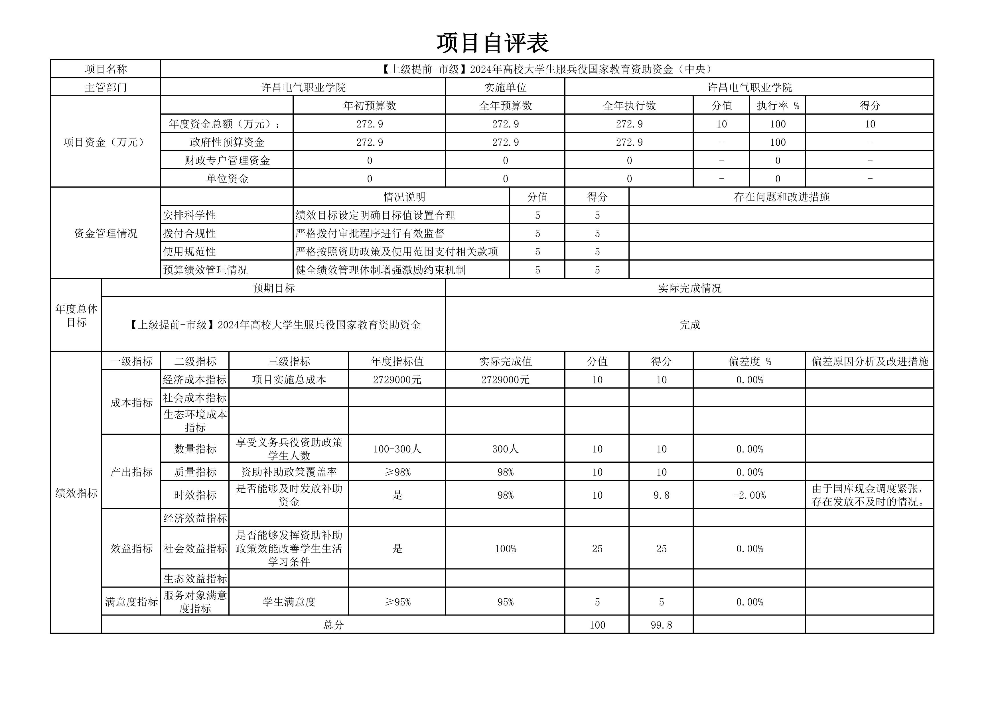 项目自评表
项目名称 【上级提前-市级】2024年高校大学生服兵役国家教育资助资金（中央）
主管部门 许昌电气职业学院 实施单位 许昌电气职业学院
项目资金（万元）
年初预算数 全年预算数 全年执行数 分值 执行率 % 得分
年度资金总额（万元）： 272.9 272.9 272.9 10 100 10
政府性预算资金 272.9 272.9 272.9 - 100 -
财政专户管理资金 0 0 0 - 0 -
单位资金 0 0 0 - 0 -
资金管理情况
情况说明 分值 得分 存在问题和改进措施
安排科学性 绩效目标设定明确目标值设置合理 5 5
拨付合规性 严格拨付审批程序进行有效监督 5 5
使用规范性 严格按照资助政策及使用范围支付相关款项 5 5
预算绩效管理情况 健全绩效管理体制增强激励约束机制 5 5
年度总体
目标
预期目标 实际完成情况
【上级提前-市级】2024年高校大学生服兵役国家教育资助资金 完成
绩效指标
一级指标 二级指标 三级指标 年度指标值 实际完成值 分值 得分 偏差度 % 偏差原因分析及改进措施
成本指标
经济成本指标 项目实施总成本 2729000元 2729000元 10 10 0.00%
社会成本指标
生态环境成本
指标
产出指标
数量指标
享受义务兵役资助政策
学生人数
100-300人 300人 10 10 0.00%
质量指标 资助补助政策覆盖率 ≥98% 98% 10 10 0.00%
时效指标
是否能够及时发放补助
资金
是 98% 10 9.8 -2.00%
由于国库现金调度紧张，
存在发放不及时的情况。
效益指标
经济效益指标
社会效益指标
是否能够发挥资助补助
政策效能改善学生生活
学习条件
是 100% 25 25 0.00%
生态效益指标
满意度指标
服务对象满意
度指标
学生满意度 ≥95% 95% 5 5 0.00%
总分 100 99.8